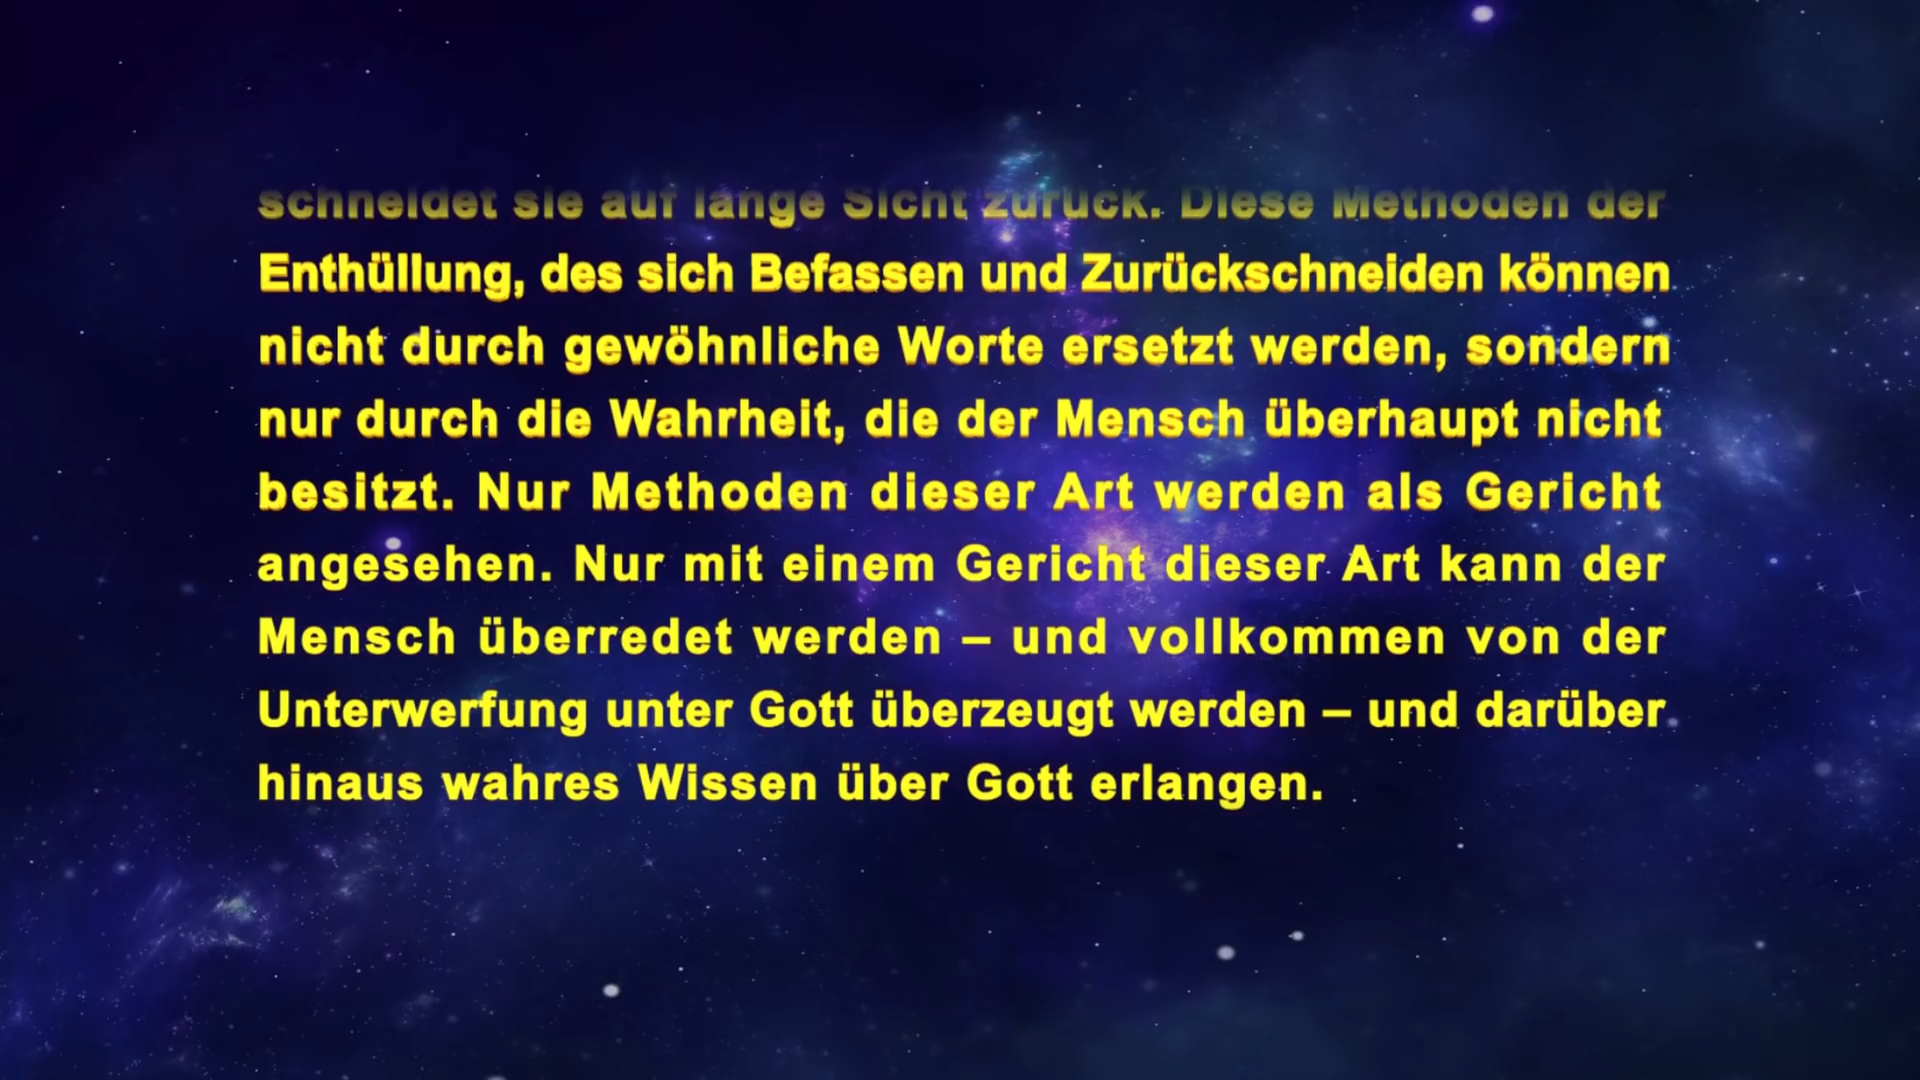 schneidet sie auf lange Sicht zurück. Diese Methoden der
Enthüllung, des sich Befassen und Zurückschneiden können
nicht durch gewöhnliche Worte ersetzt werden, sondern
nur durch die Wahrheit, die der Mensch überhaupt nicht
besitzt. Nur Methoden dieser Art werden als Gericht
angesehen. Nur mit einem Gericht dieser Art kann der
Mensch überredet werden – und vollkommen von der
Unterwerfung unter Gott überzeugt werden – und darüber
hinaus wahres Wissen über Gott erlangen.